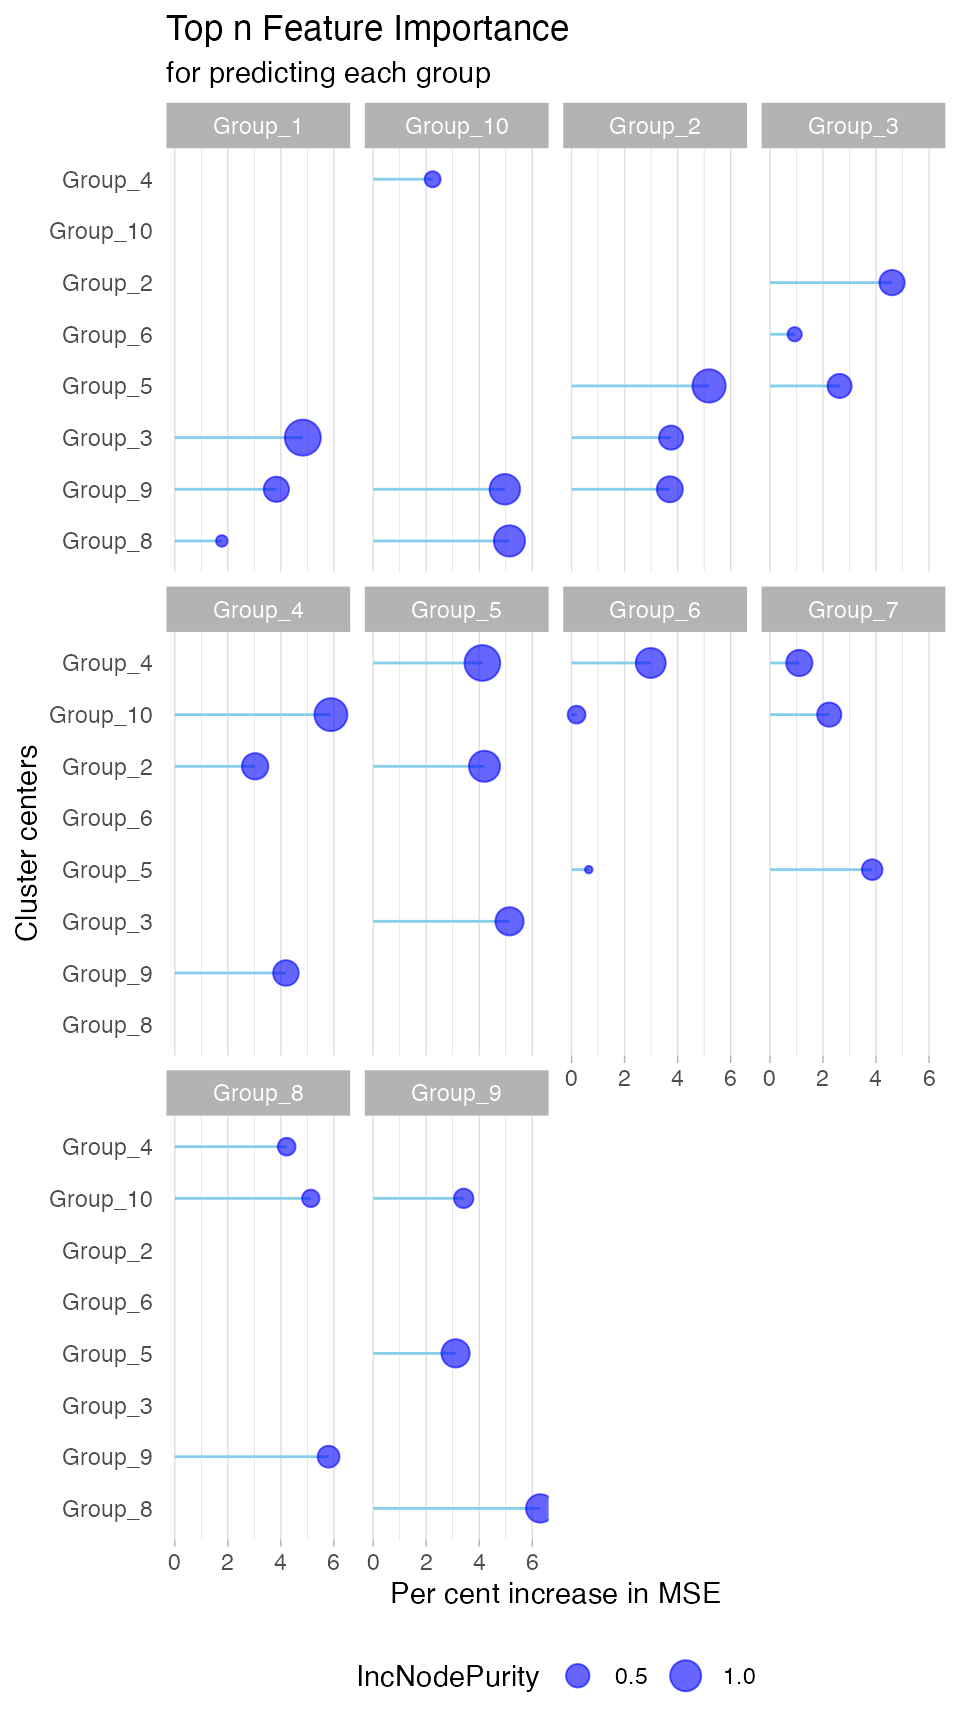 Top n Feature Importance
for predicting each group
Group_1 Group_10 Group_2 Group_3
Group_4
Group_10
Group_2
Group_6
Group_5
Group_3
Group_9
Group_8
Group_4 Group_5 Group_6 Group_7
Group_4
Group_10
Group_2
Group_6
Group_5
Group_3
Group_9
Group_8
Cluster centers
0 2 4 6 0 2 4 6
Group_8 Group_9
Group_4
Group_10
Group_2
Group_6
Group_5
Group_3
Group_9
Group_8
0 2 4 6 0 2 4 6
Per cent increase in MSE
IncNodePurity 0.5 1.0